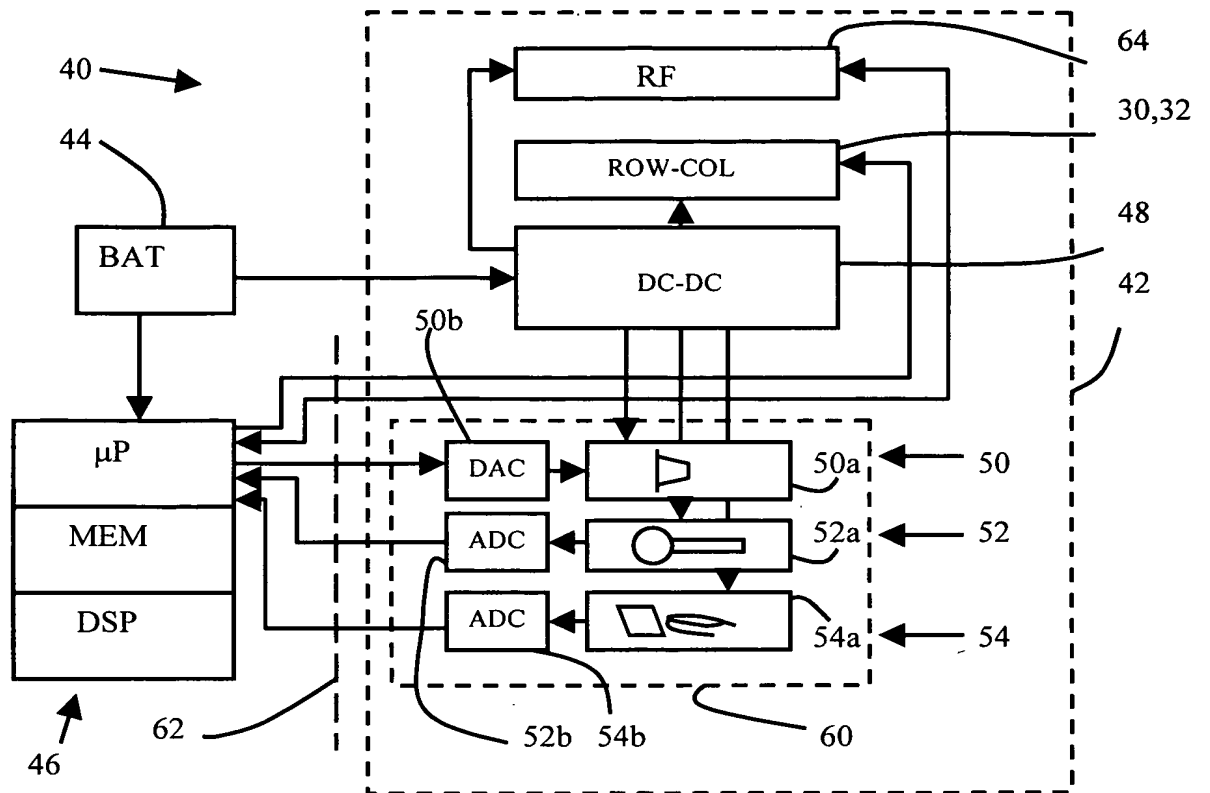 40
44
64
RF
30,32
ROW-COL
48
BAT
DC-DC
42
50b
µP
DAC
50a
50
MEM
ADC
52a
52
DSP
ADC
54a
54
62
52b
54b
60
46